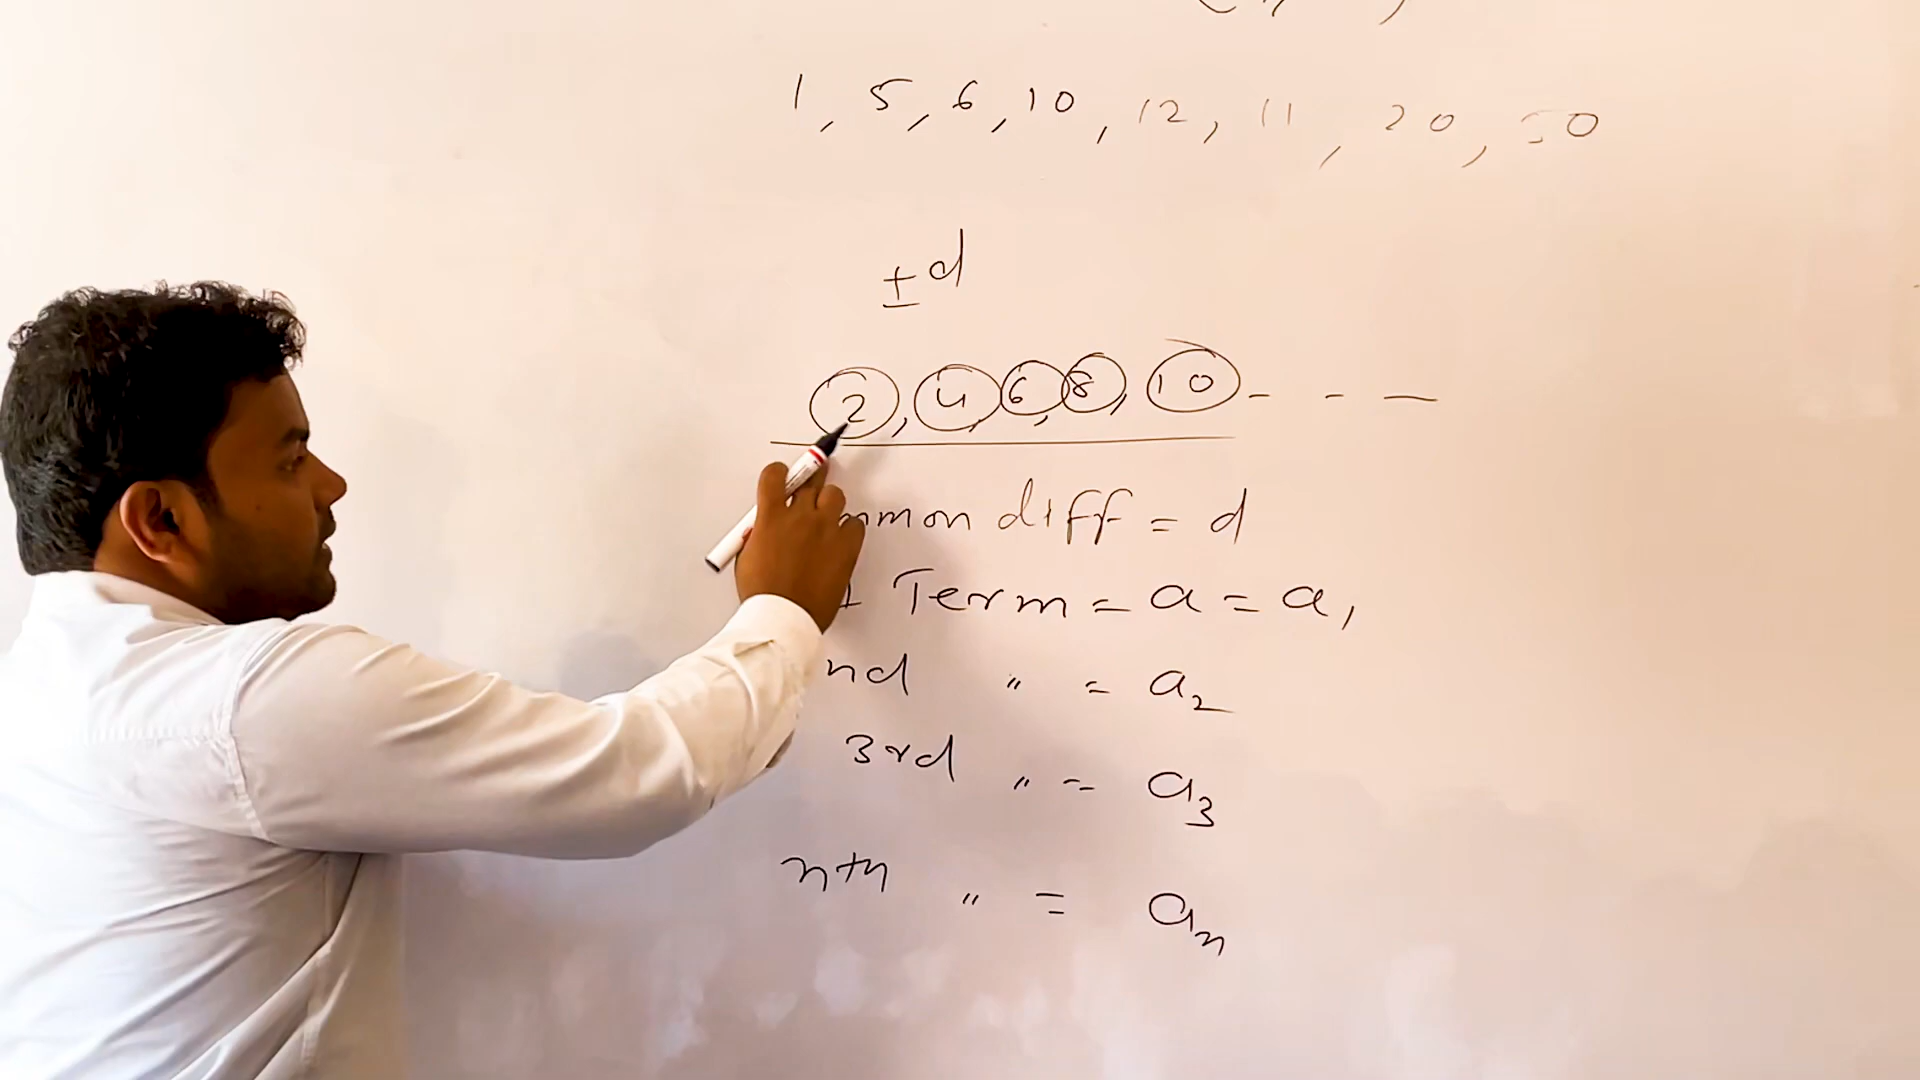 1, 5, 6, 10, 12, 11, 20, 50
± d
2, 4, 6, 8, 10 - - -
mmon diff = d
1 Term = a = a,
nd " = a2
3rd " = a3
nth " = an